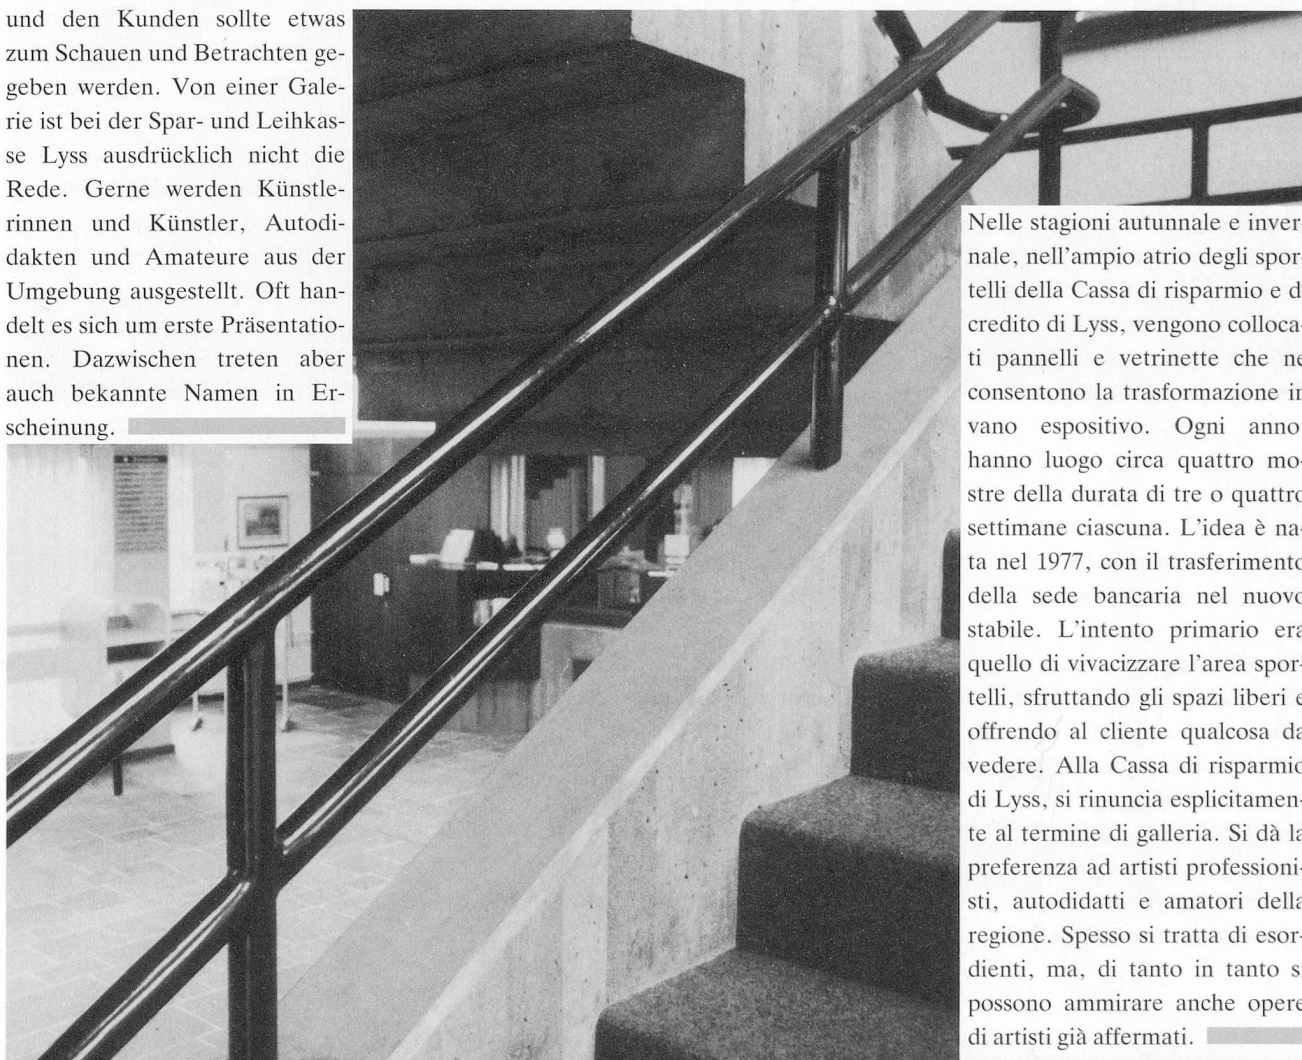 und den Kunden sollte etwas
zum Schauen und Betrachten ge-
geben werden. Von einer Gale-
rie ist bei der Spar- und Leihkas-
se Lyss ausdrücklich nicht die
Rede. Gerne werden Künstle-
rinnen und Künstler, Autodi-
dakten und Amateure aus der
Umgebung ausgestellt. Oft han-
delt es sich um erste Präsentatio-
nen. Dazwischen treten aber
auch bekannte Namen in Er-
scheinung.
Nelle stagioni autunnale e inver-
nale, nell'ampio atrio degli spor-
telli della Cassa di risparmio e di
credito di Lyss, vengono colloca-
ti pannelli e vetrinette che ne
consentono la trasformazione in
vano espositivo. Ogni anno
hanno luogo circa quattro mo-
stre della durata di tre o quattro
settimane ciascuna. L'idea è na-
ta nel 1977, con il trasferimento
della sede bancaria nel nuovo
stabile. L'intento primario era
quello di vivacizzare l'area spor-
telli, sfruttando gli spazi liberi e
offrendo al cliente qualcosa da
vedere. Alla Cassa di risparmio
di Lyss, si rinuncia esplicitamen-
te al termine di galleria. Si dà la
preferenza ad artisti professioni-
sti, autodidatti e amatori della
regione. Spesso si tratta di esor-
dienti, ma, di tanto in tanto si
possono ammirare anche opere
di artisti già affermati.